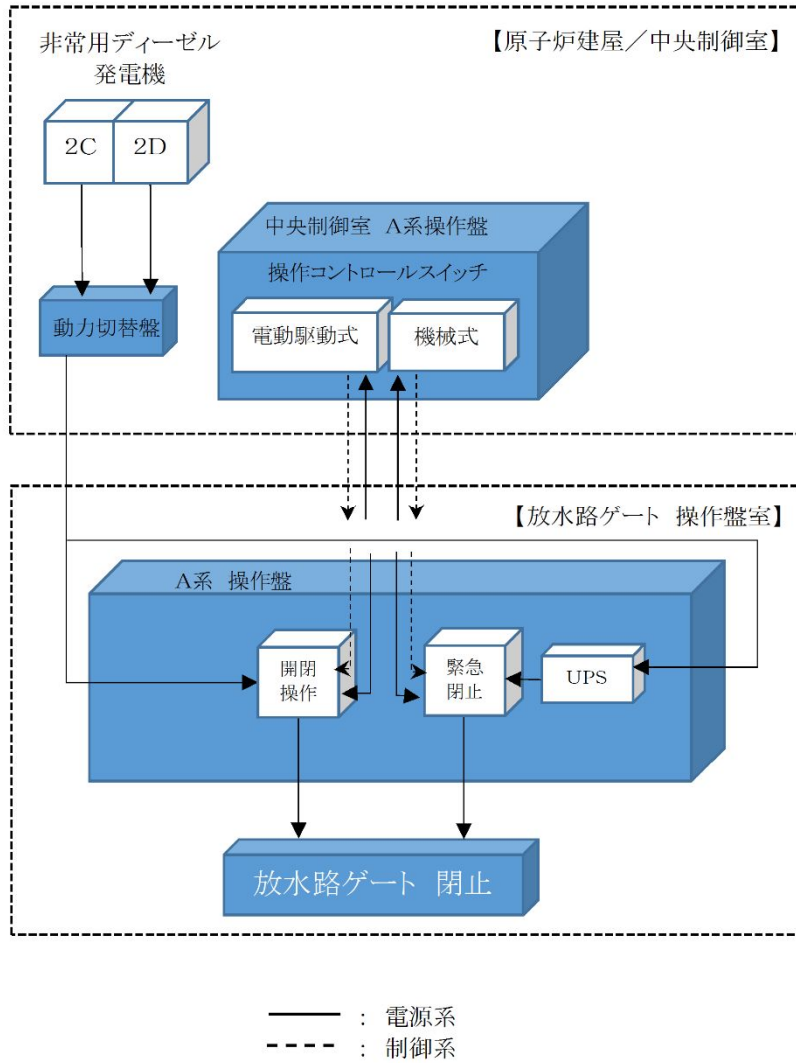 【原子炉建屋／中央制御室】
非常用ディーゼル
発電機
2C
2D
中央制御室 A系操作盤
操作コントロールスイッチ
電動駆動式
機械式
動力切替盤
【放水路ゲート 操作盤室】
A系 操作盤
開閉
操作
緊急
閉止
UPS
放水路ゲート 閉止
： 電源系
： 制御系